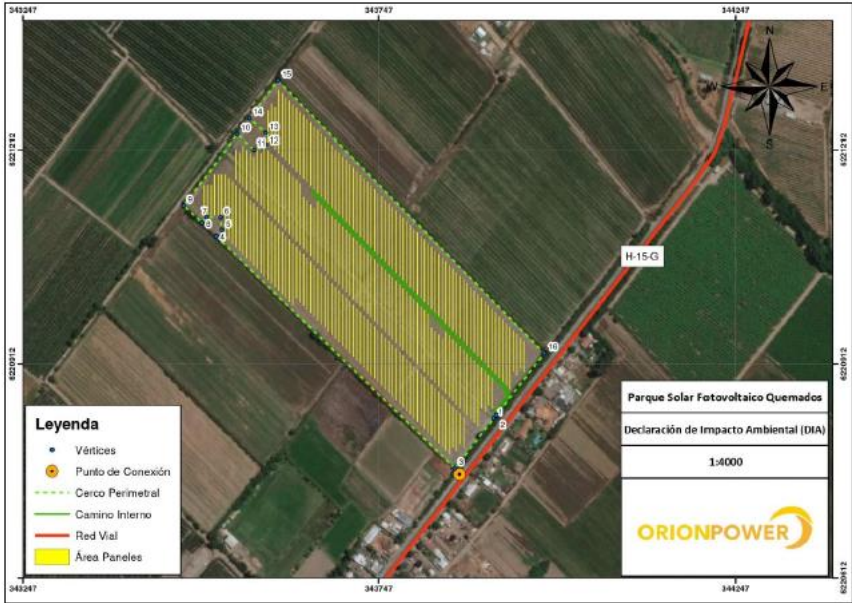 343247
343747
344247
N
W
E
S
15
14
13
10
12
11
9
6
7
5
8
4
16
1
2
3
H-15-G
6221212
6220912
6220612
6221212
6220912
6220612
Leyenda
Vértices
Punto de Conexión
Cerco Perimetral
Camino Interno
Red Vial
Área Paneles
Parque Solar Fotovoltaico Quemados
Declaración de Impacto Ambiental (DIA)
1:4000
ORIONPOWER
343247
343747
344247